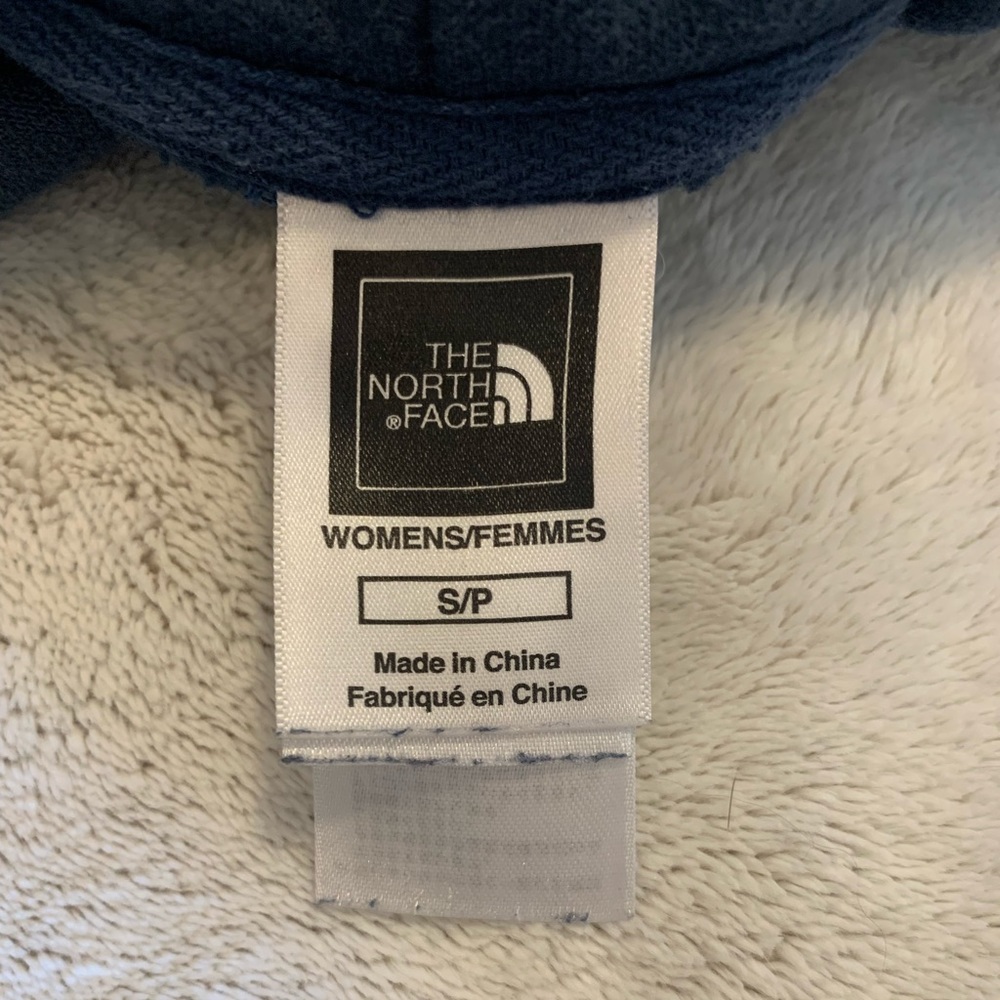 THE
NORTH
®FACE
WOMENS/FEMMES
S/P
Made in China
Fabriqué en Chine